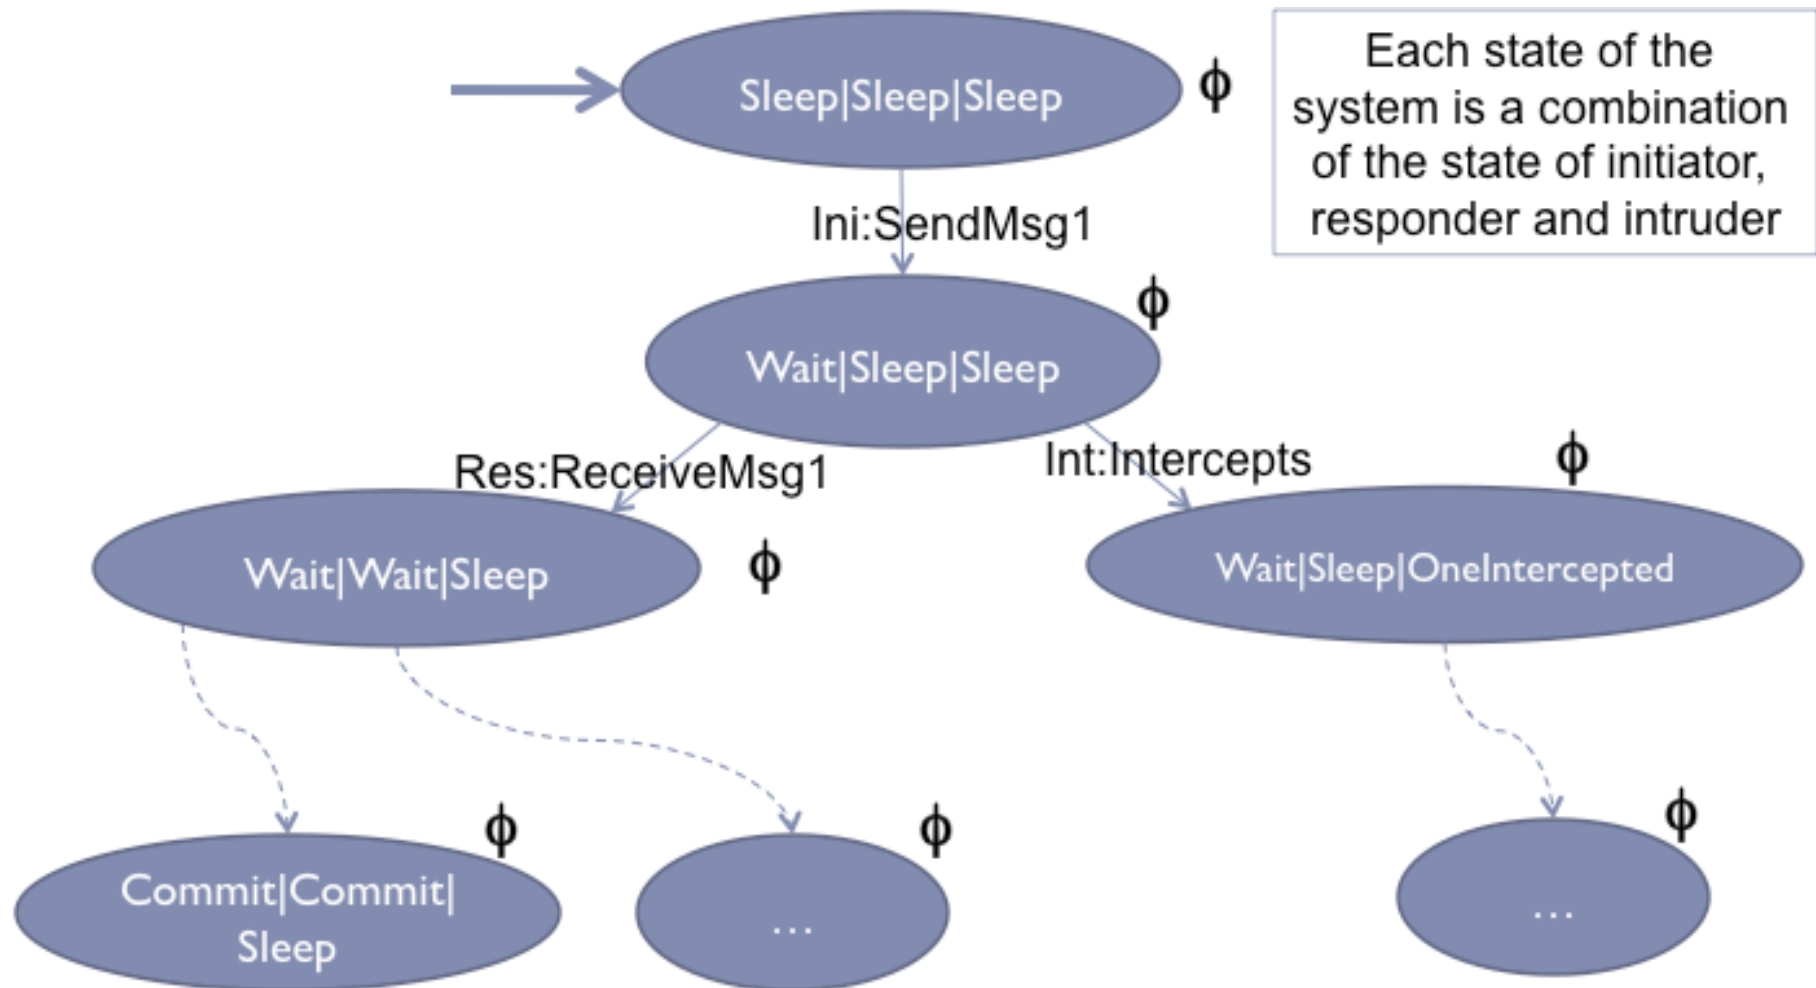 Sleep|Sleep|Sleep
ϕ
Each state of the
system is a combination
of the state of initiator,
responder and intruder
Ini:SendMsg1
ϕ
Wait|Sleep|Sleep
Res:ReceiveMsg1
Int:Intercepts
ϕ
Wait|Wait|Sleep
ϕ
Wait|Sleep|OneIntercepted
ϕ
Commit|Commit|
Sleep
ϕ
...
ϕ
...